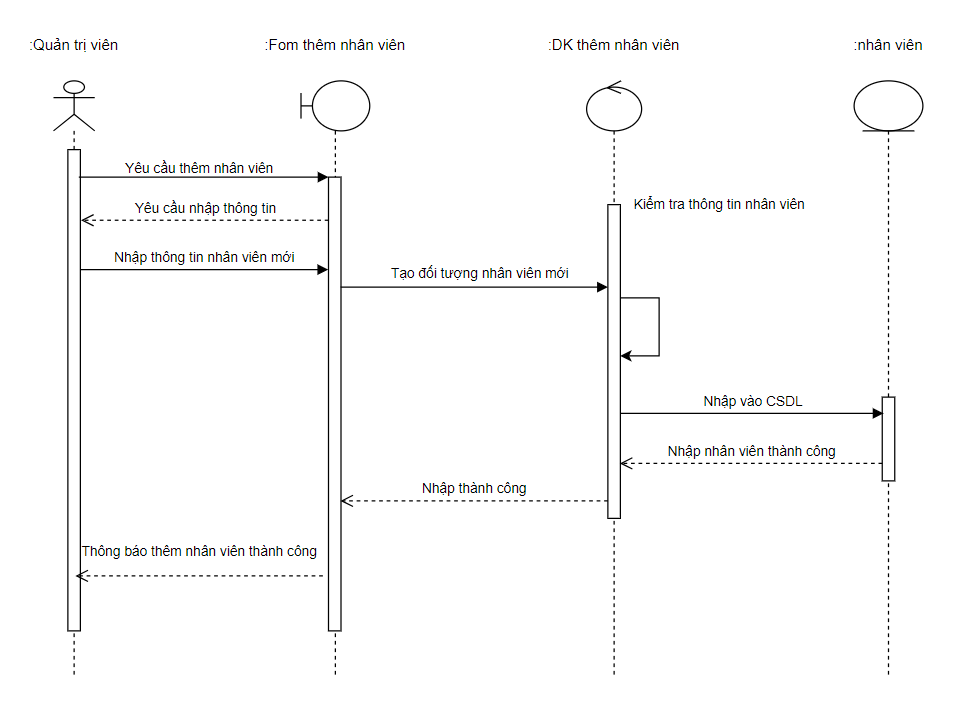 :Quản trị viên
:Fom thêm nhân viên
:DK thêm nhân viên
:nhân viên
Yêu cầu thêm nhân viên
Yêu cầu nhập thông tin
Kiểm tra thông tin nhân viên
Nhập thông tin nhân viên mới
Tạo đối tượng nhân viên mới
Nhập vào CSDL
Nhập nhân viên thành công
Nhập thành công
Thông báo thêm nhân viên thành công